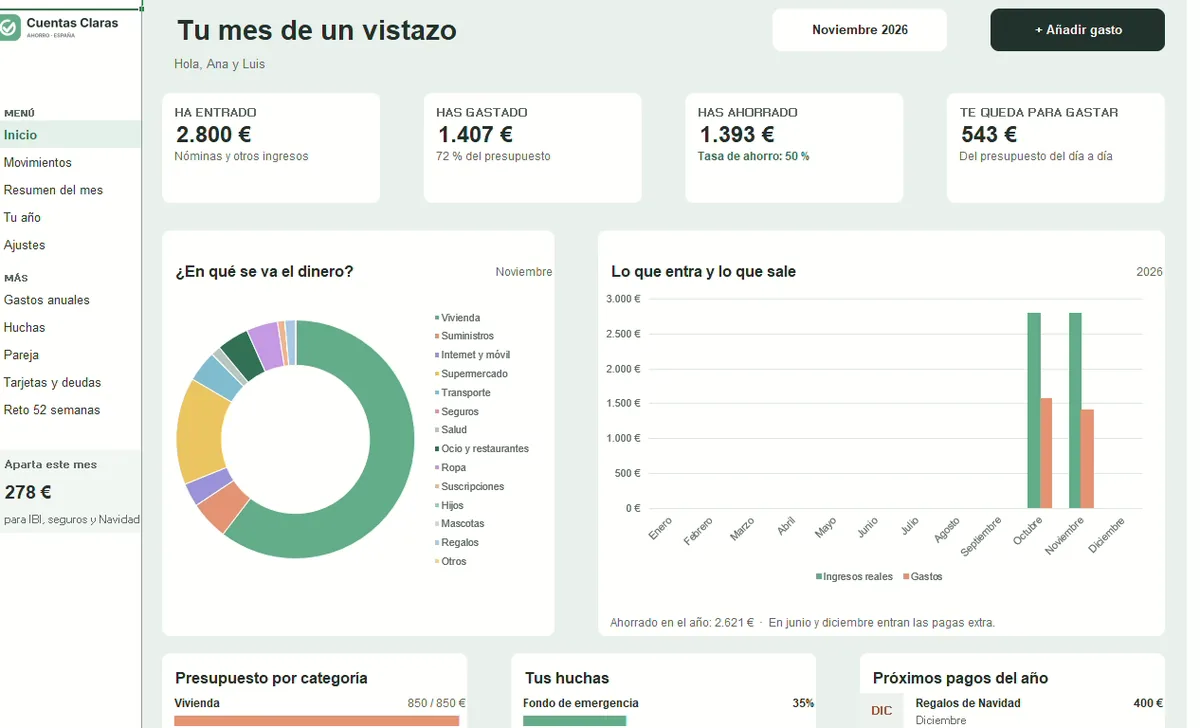 Cuentas Claras
AHORRO · ESPAÑA
MENÚ
Inicio
Movimientos
Resumen del mes
Tu año
Ajustes
MÁS
Gastos anuales
Huchas
Pareja
Tarjetas y deudas
Reto 52 semanas
Aparta este mes
278 €
para IBI, seguros y Navidad
Tu mes de un vistazo
Hola, Ana y Luis
Noviembre 2026
+ Añadir gasto
HA ENTRADO
2.800 €
Nóminas y otros ingresos
HAS GASTADO
1.407 €
72 % del presupuesto
HAS AHORRADO
1.393 €
Tasa de ahorro: 50 %
TE QUEDA PARA GASTAR
543 €
Del presupuesto del día a día
¿En qué se va el dinero?
Noviembre
Vivienda
Suministros
Internet y móvil
Supermercado
Transporte
Seguros
Salud
Ocio y restaurantes
Ropa
Suscripciones
Hijos
Mascotas
Regalos
Otros
Lo que entra y lo que sale
2026
3.000 €
2.500 €
2.000 €
1.500 €
1.000 €
500 €
0 €
Enero
Febrero
Marzo
Abril
Mayo
Junio
Julio
Agosto
Septiembre
Octubre
Noviembre
Diciembre
Ingresos reales
Gastos
Ahorrado en el año: 2.621 € · En junio y diciembre entran las pagas extra.
Presupuesto por categoría
Vivienda
850 / 850 €
Tus huchas
Fondo de emergencia
35%
Próximos pagos del año
DIC
Regalos de Navidad
400 €
Diciembre